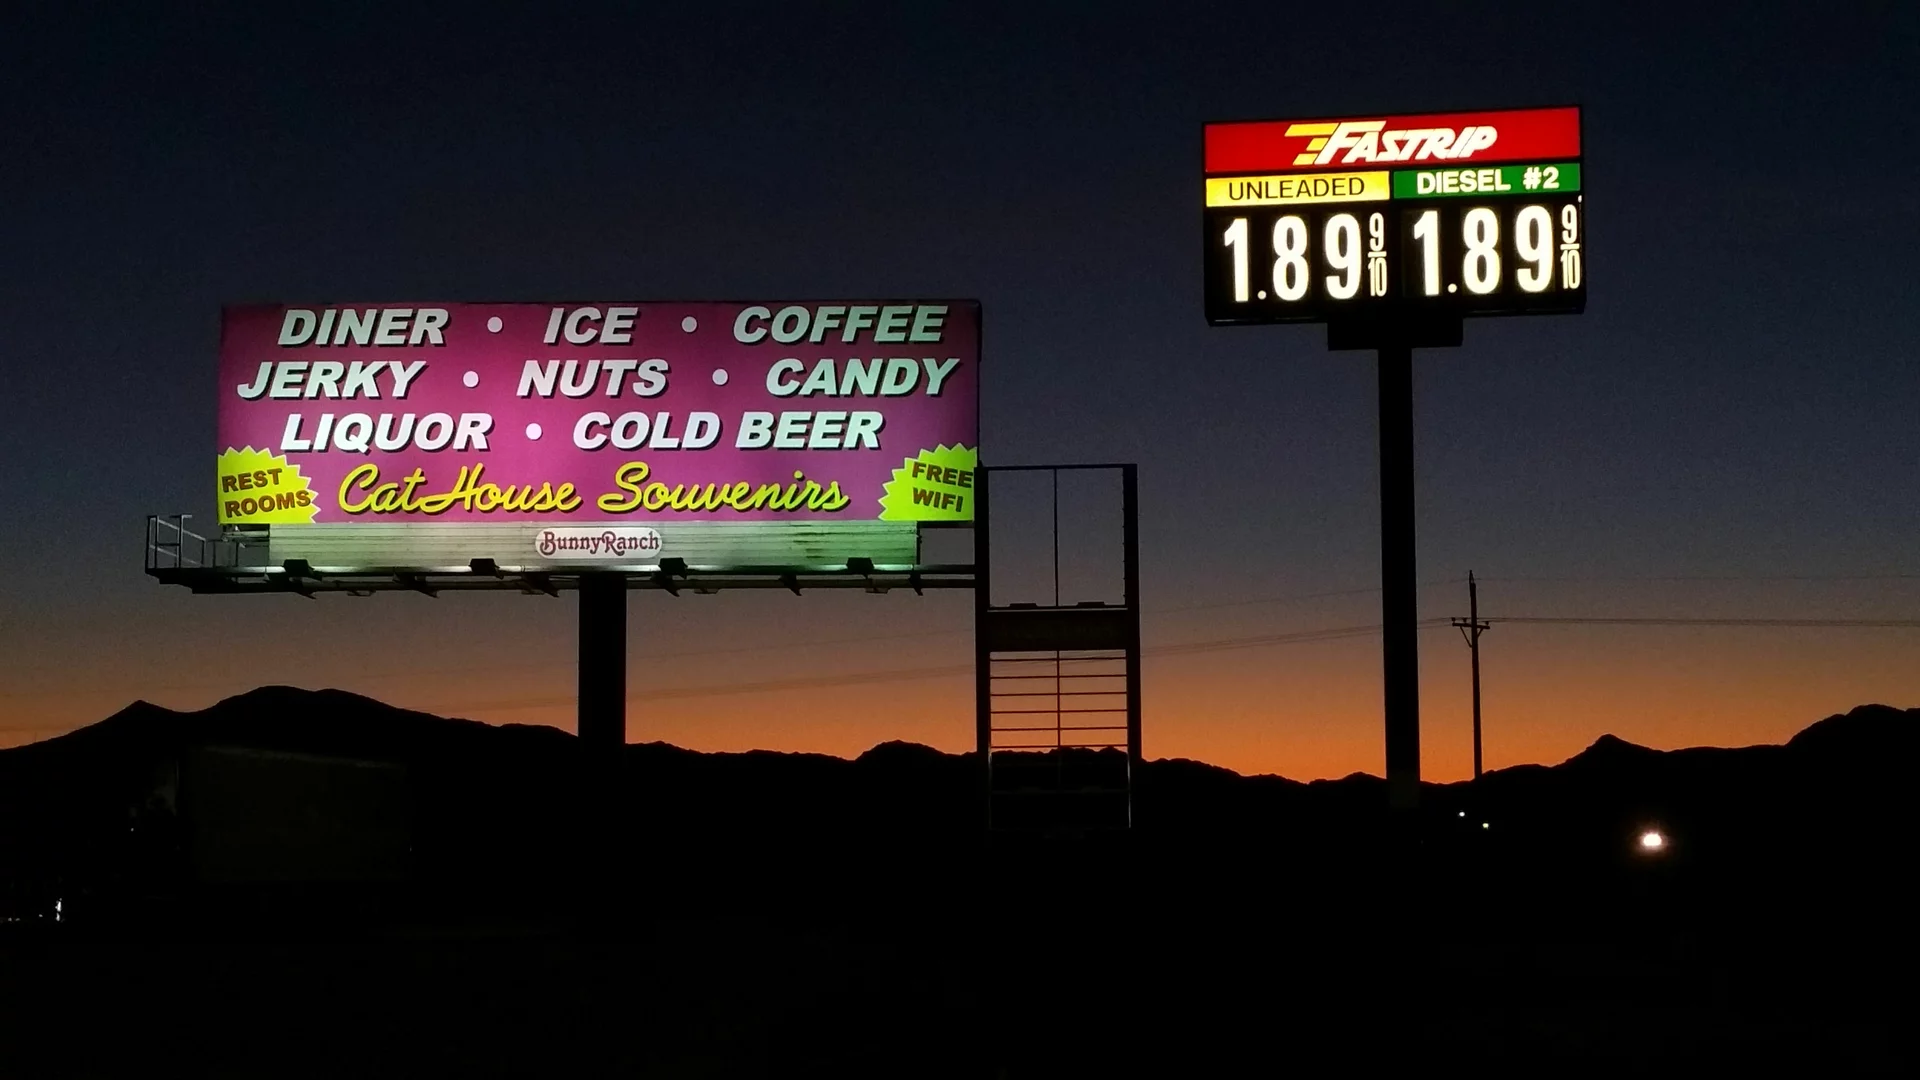 DINER • ICE • COFFEE
JERKY • NUTS • CANDY
LIQUOR • COLD BEER
REST
ROOMS
CatHouse Souvenirs
FREE
WIFI
BunnyRanch
FASTRIP
UNLEADED
DIESEL #2
1.89 9/10
1.89 9/10